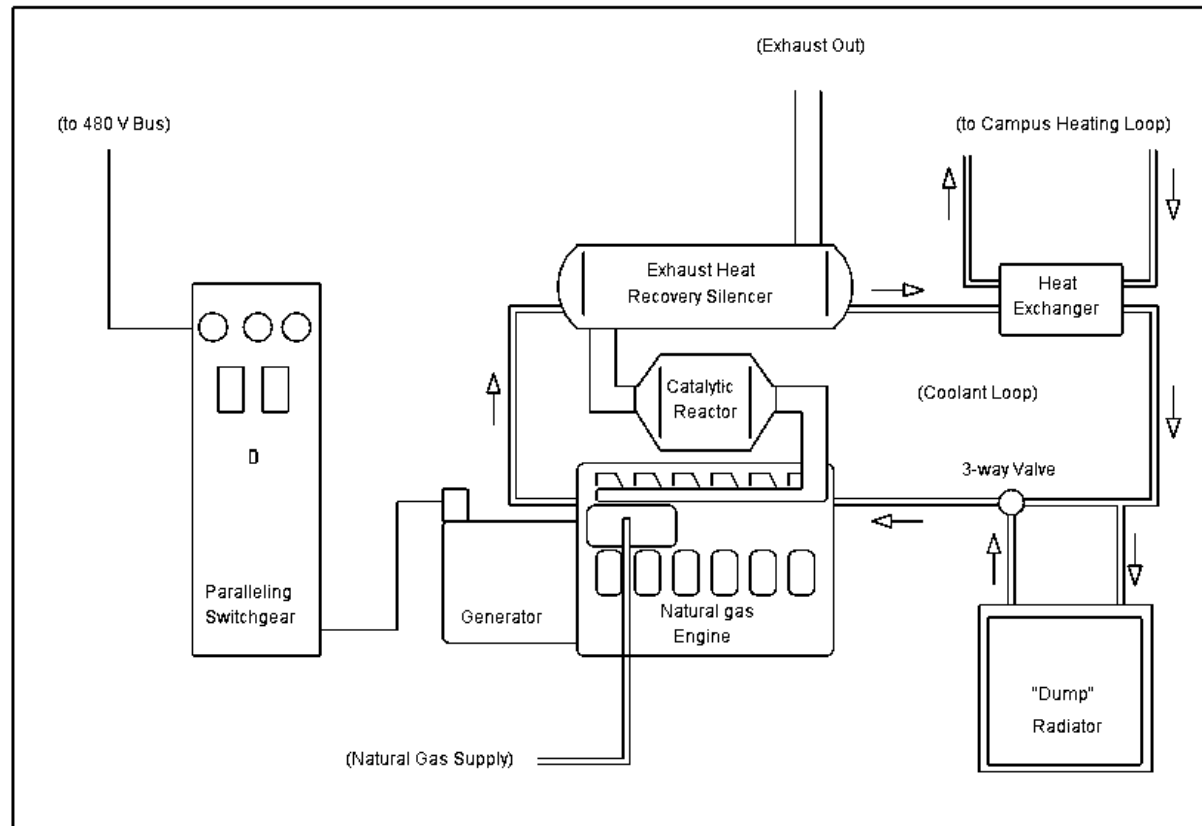 (Exhaust Out)
(to 480 V Bus)
(to Campus Heating Loop)
Exhaust Heat
Recovery Silencer
Heat
Exchanger
Catalytic
Reactor
(Coolant Loop)
3-way Valve
Paralleling
Switchgear
Generator
Natural gas
Engine
"Dump"
Radiator
(Natural Gas Supply)